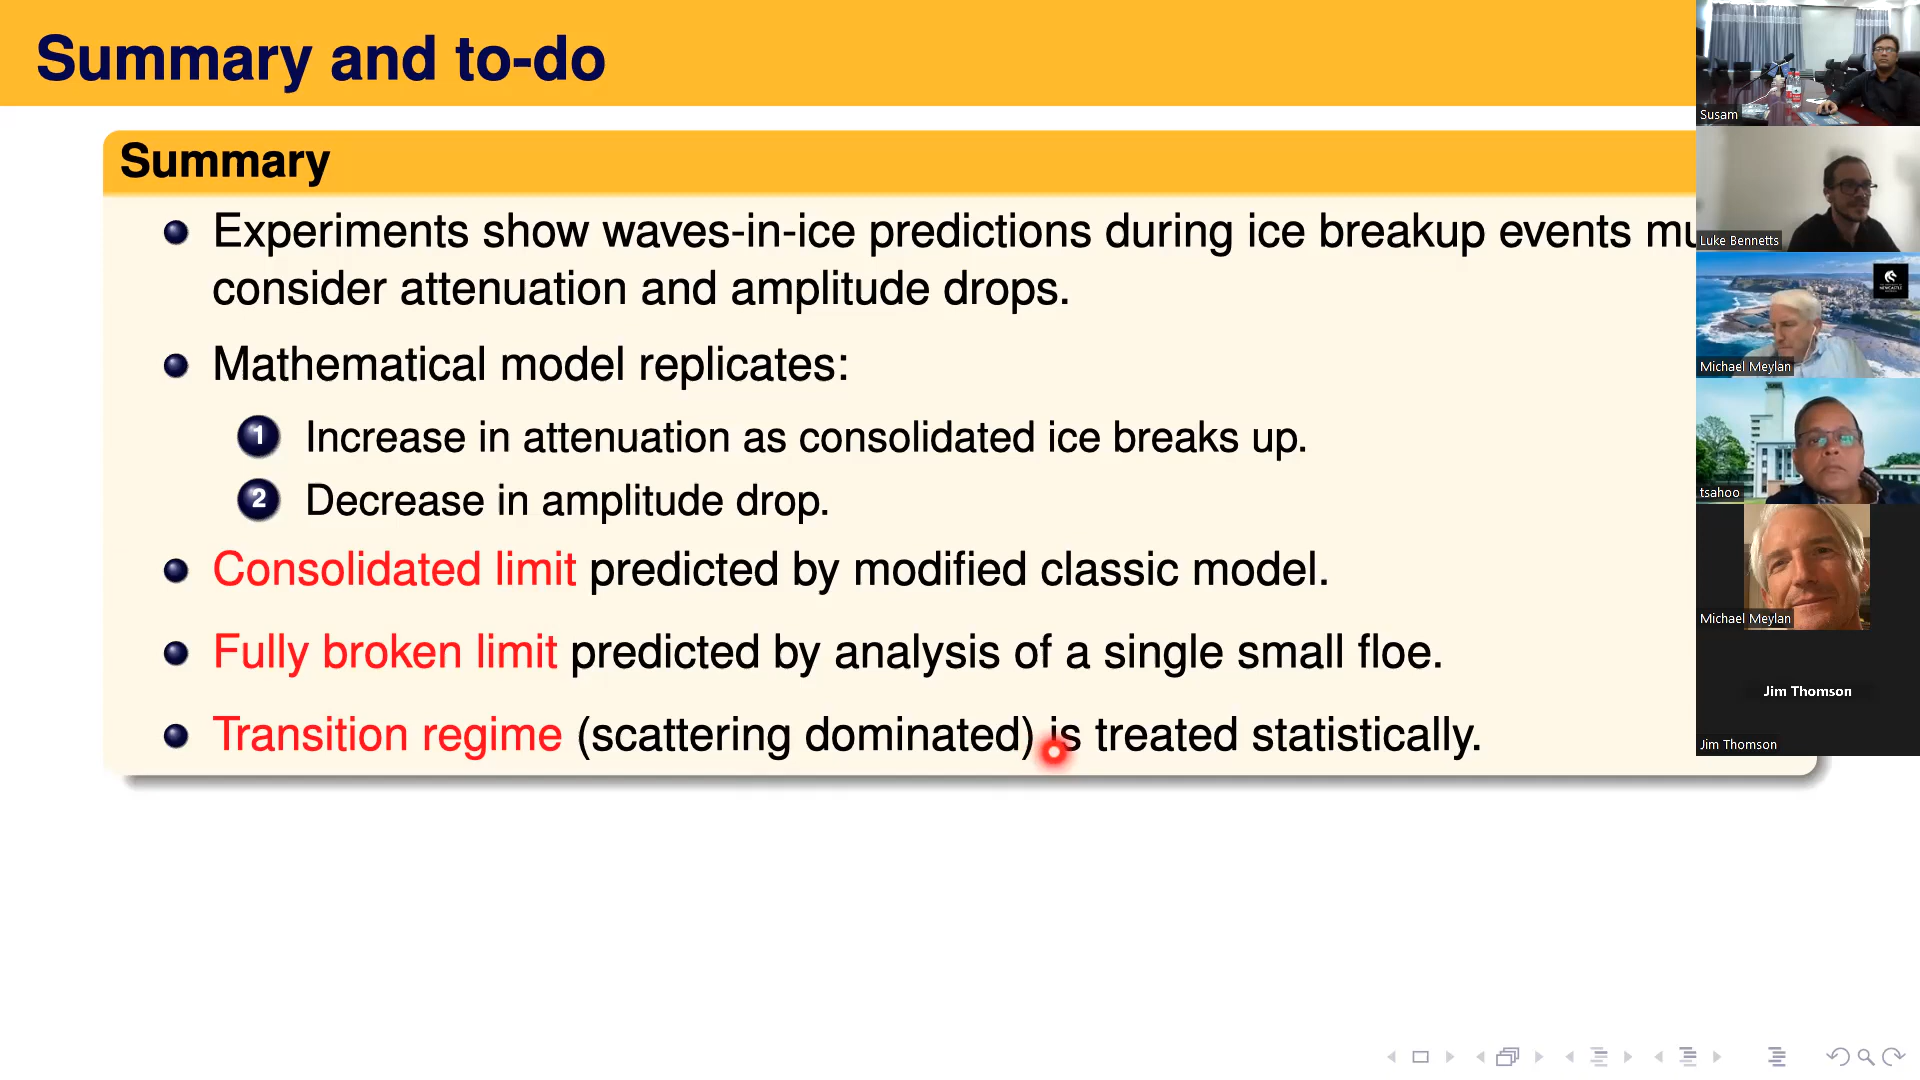 Summary and to-do
Summary
Experiments show waves-in-ice predictions during ice breakup events
consider attenuation and amplitude drops.
Mathematical model replicates:
1 Increase in attenuation as consolidated ice breaks up.
2 Decrease in amplitude drop.
Consolidated limit predicted by modified classic model.
Fully broken limit predicted by analysis of a single small floe.
Transition regime (scattering dominated) is treated statistically.
Susam
Luke Bennetts
Michael Meylan
tsahoo
Michael Meylan
Jim Thomson
Jim Thomson